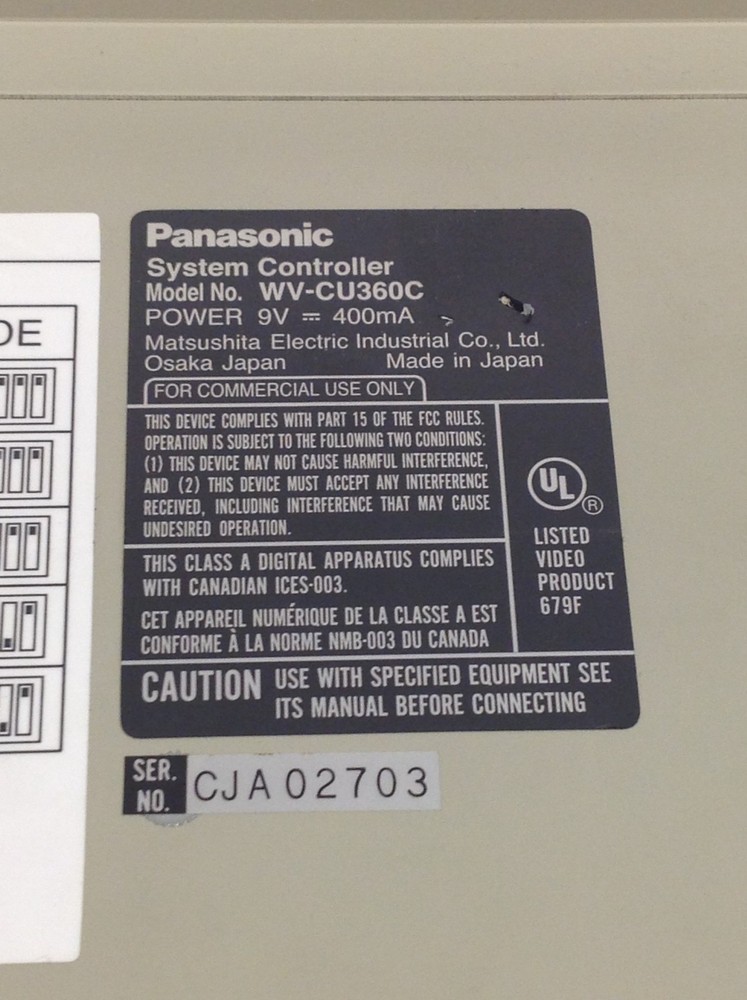 Panasonic
System Controller
Model No. WV-CU360C
POWER 9V ⎓ 400mA
Matsushita Electric Industrial Co., Ltd.
Osaka Japan Made in Japan
FOR COMMERCIAL USE ONLY
THIS DEVICE COMPLIES WITH PART 15 OF THE FCC RULES.
OPERATION IS SUBJECT TO THE FOLLOWING TWO CONDITIONS:
(1) THIS DEVICE MAY NOT CAUSE HARMFUL INTERFERENCE,
AND (2) THIS DEVICE MUST ACCEPT ANY INTERFERENCE
RECEIVED, INCLUDING INTERFERENCE THAT MAY CAUSE
UNDESIRED OPERATION.
THIS CLASS A DIGITAL APPARATUS COMPLIES
WITH CANADIAN ICES-003.
CET APPAREIL NUMÉRIQUE DE LA CLASSE A EST
CONFORME À LA NORME NMB-003 DU CANADA
UL ®
LISTED
VIDEO
PRODUCT
679F
CAUTION USE WITH SPECIFIED EQUIPMENT SEE
ITS MANUAL BEFORE CONNECTING
SER.
NO.
CJA02703
DE